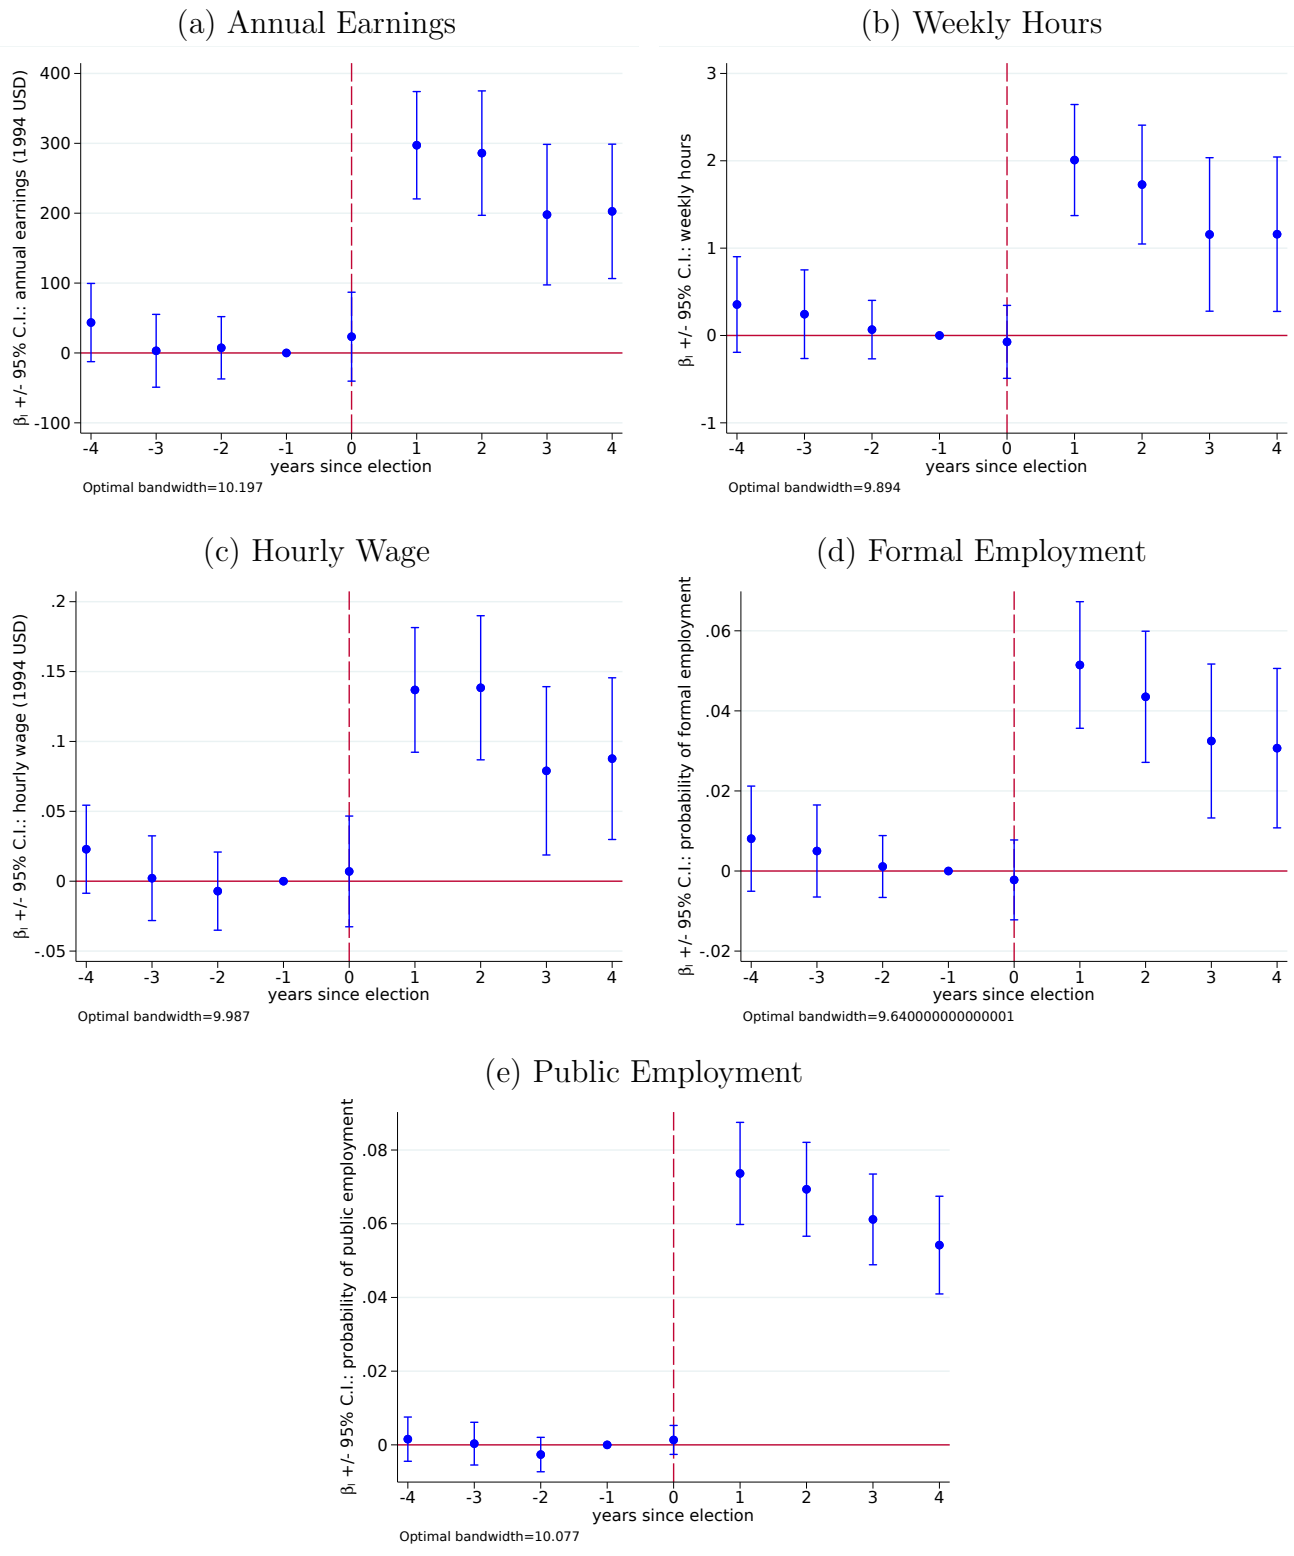 (a) Annual Earnings
β_l +/- 95% C.I.: annual earnings (1994 USD)
400
300
200
100
0
-100
-4 -3 -2 -1 0 1 2 3 4
years since election
Optimal bandwidth=10.197
(b) Weekly Hours
β_l +/- 95% C.I.: weekly hours
3
2
1
0
-1
-4 -3 -2 -1 0 1 2 3 4
years since election
Optimal bandwidth=9.894
(c) Hourly Wage
β_l +/- 95% C.I.: hourly wage (1994 USD)
.2
.15
.1
.05
0
-.05
-4 -3 -2 -1 0 1 2 3 4
years since election
Optimal bandwidth=9.987
(d) Formal Employment
β_l +/- 95% C.I.: probability of formal employment
.06
.04
.02
0
-.02
-4 -3 -2 -1 0 1 2 3 4
years since election
Optimal bandwidth=9.640000000000001
(e) Public Employment
β_l +/- 95% C.I.: probability of public employment
.08
.06
.04
.02
0
-4 -3 -2 -1 0 1 2 3 4
years since election
Optimal bandwidth=10.077